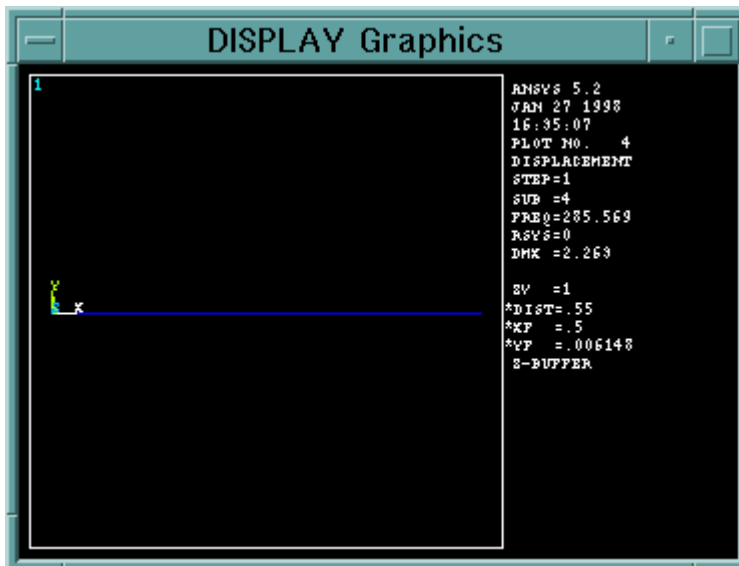 DISPLAY Graphics
1
ANSYS 5.2
JAN 27 1998
16:35:07
PLOT NO. 4
DISPLACEMENT
STEP=1
SUB =4
FREQ=285.569
RSYS=0
DMX =2.269
ZV =1
*DIST=.55
*XF =.5
*YF =.006148
Z-BUFFER
Y
X